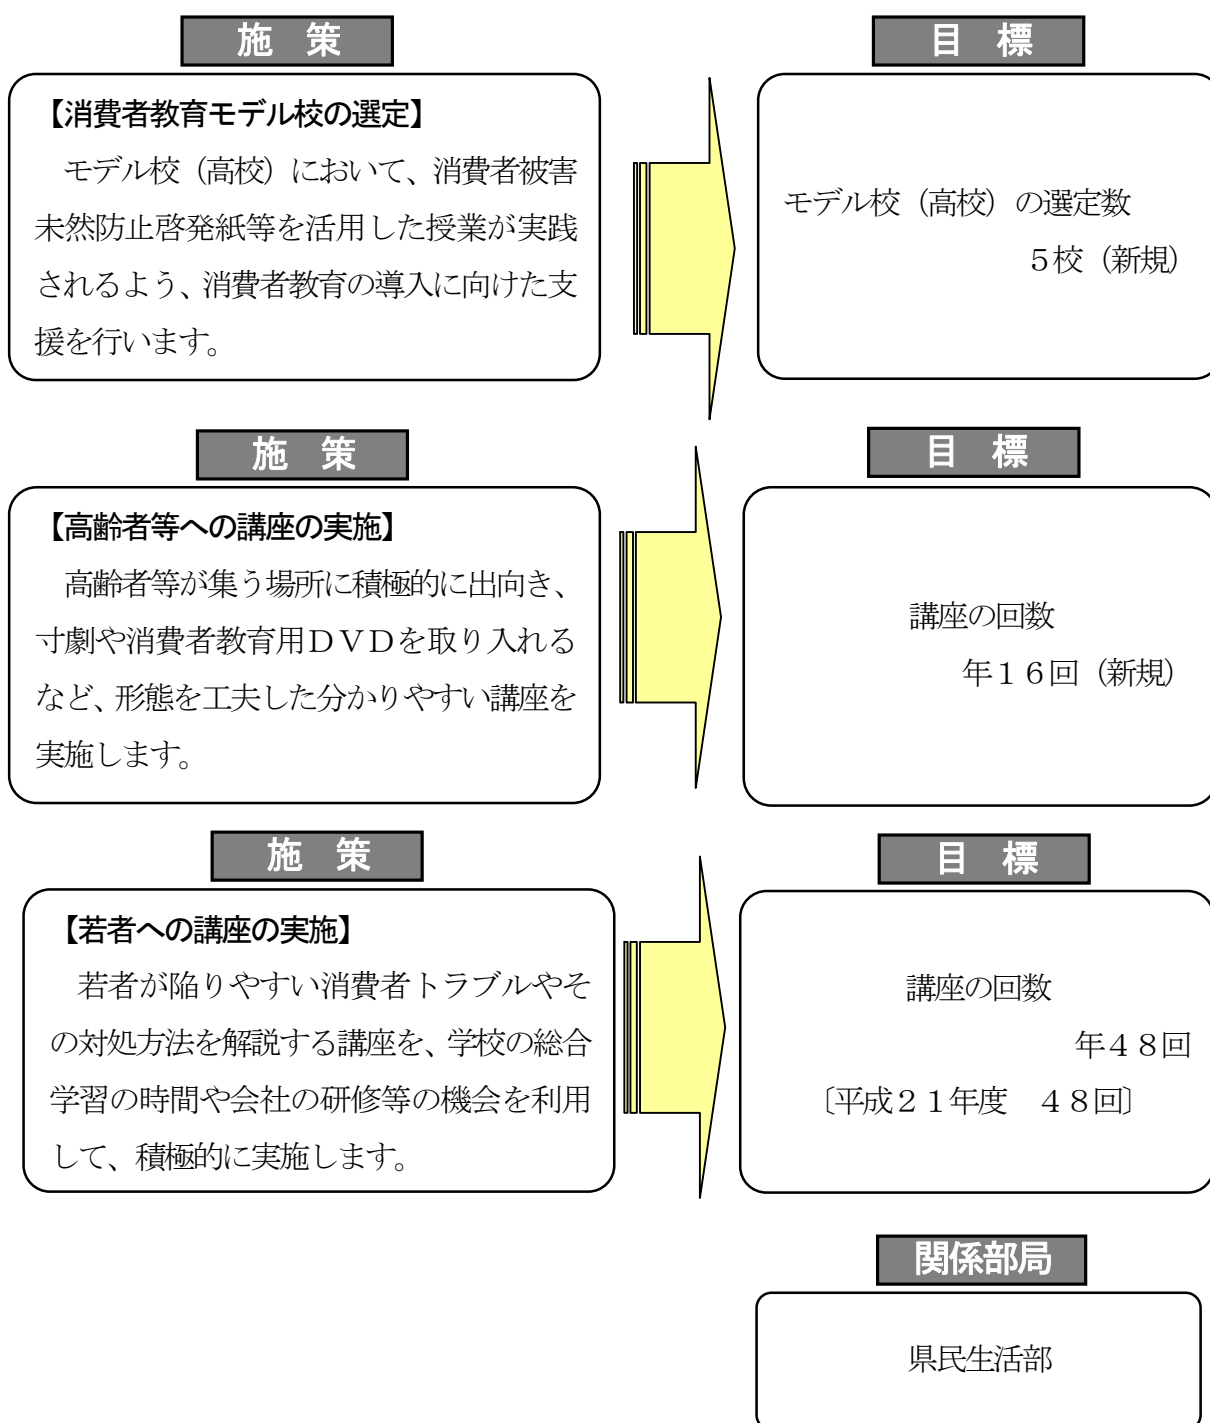 施　策
目　標
【消費者教育モデル校の選定】
　モデル校（高校）において、消費者被害
未然防止啓発紙等を活用した授業が実践
されるよう、消費者教育の導入に向けた支
援を行います。
モデル校（高校）の選定数
５校（新規）
施　策
目　標
【高齢者等への講座の実施】
　高齢者等が集う場所に積極的に出向き、
寸劇や消費者教育用ＤＶＤを取り入れる
など、形態を工夫した分かりやすい講座を
実施します。
講座の回数
年１６回（新規）
施　策
目　標
【若者への講座の実施】
　若者が陥りやすい消費者トラブルやそ
の対処方法を解説する講座を、学校の総合
学習の時間や会社の研修等の機会を利用
して、積極的に実施します。
講座の回数
年４８回
〔平成２１年度　４８回〕
関係部局
県民生活部